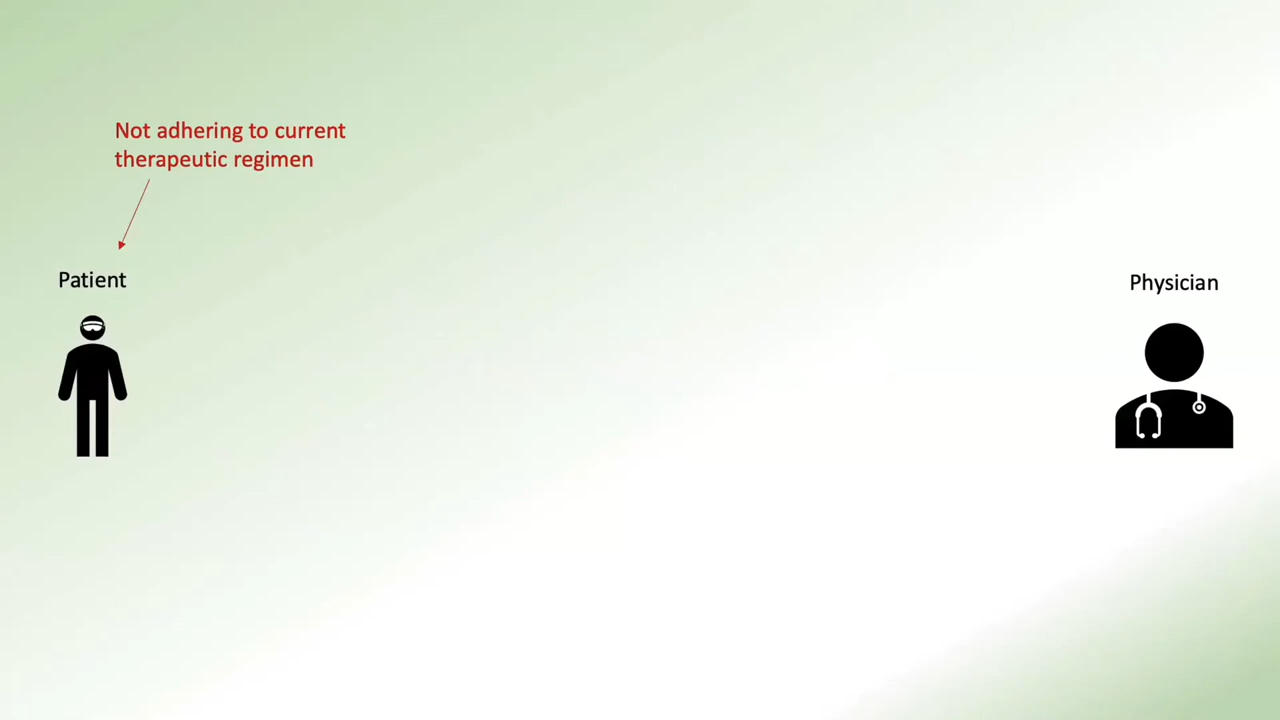 Not adhering to current
therapeutic regimen
Patient
Physician